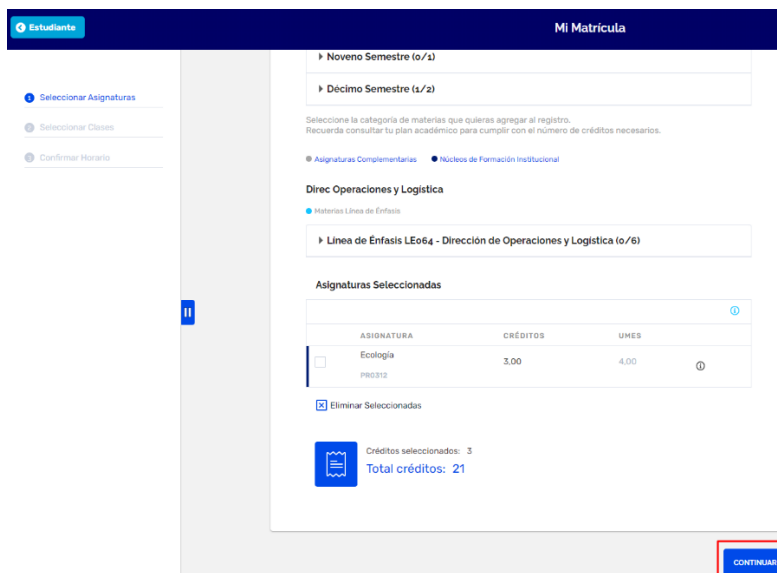 Estudiante
Mi Matrícula
Noveno Semestre (0/1)
Décimo Semestre (1/2)
1 Seleccionar Asignaturas
2 Seleccionar Clases
3 Confirmar Horario
Seleccione la categoría de materias que quieras agregar al registro.
Recuerda consultar tu plan académico para cumplir con el número de créditos necesarios.
Asignaturas Complementarias Núcleos de Formación Institucional
Direc Operaciones y Logística
Materias Línea de Énfasis
Línea de Énfasis LE064 - Dirección de Operaciones y Logística (0/6)
Asignaturas Seleccionadas
ASIGNATURA CRÉDITOS UMES
Ecología 3,00 4,00
PRO312
Eliminar Seleccionadas
Créditos seleccionados: 3
Total créditos: 21
CONTINUAR